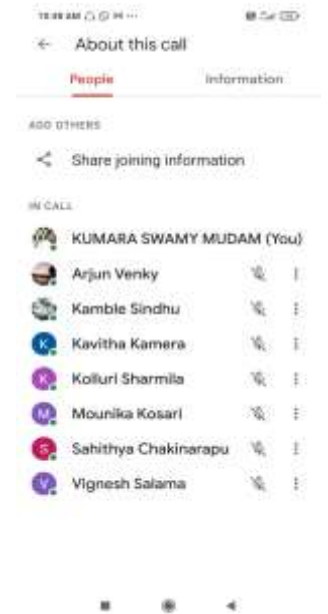 About this call
People Information
ADD OTHERS
Share joining information
IN CALL
KUMARA SWAMY MUDAM (You)
Arjun Venky
Kamble Sindhu
K Kavitha Kamera
K Kolluri Sharmila
M Mounika Kosari
S Sahithya Chakinarapu
V Vignesh Salama